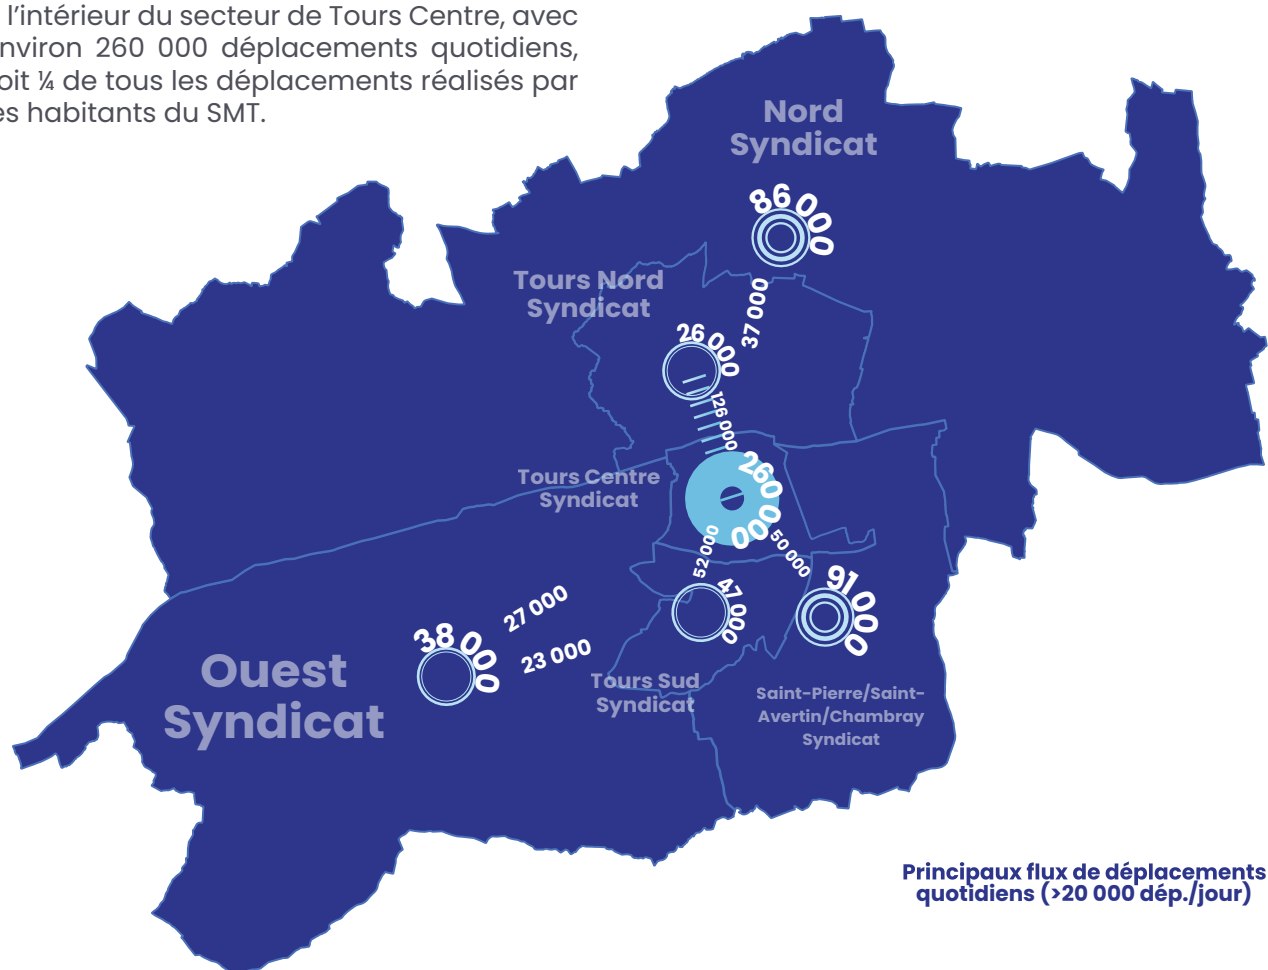 l'intérieur du secteur de Tours Centre, avec
nviron 260 000 déplacements quotidiens,
oit ¼ de tous les déplacements réalisés par
es habitants du SMT.
Nord
Syndicat
86 000
Tours Nord
Syndicat
37 000
26 000
126 000
Tours Centre
Syndicat
260 000
52 000
50 000
47 000
91 000
27 000
38 000
23 000
Ouest
Syndicat
Tours Sud
Syndicat
Saint-Pierre/Saint-
Avertin/Chambray
Syndicat
Principaux flux de déplacements
quotidiens (>20 000 dép./jour)